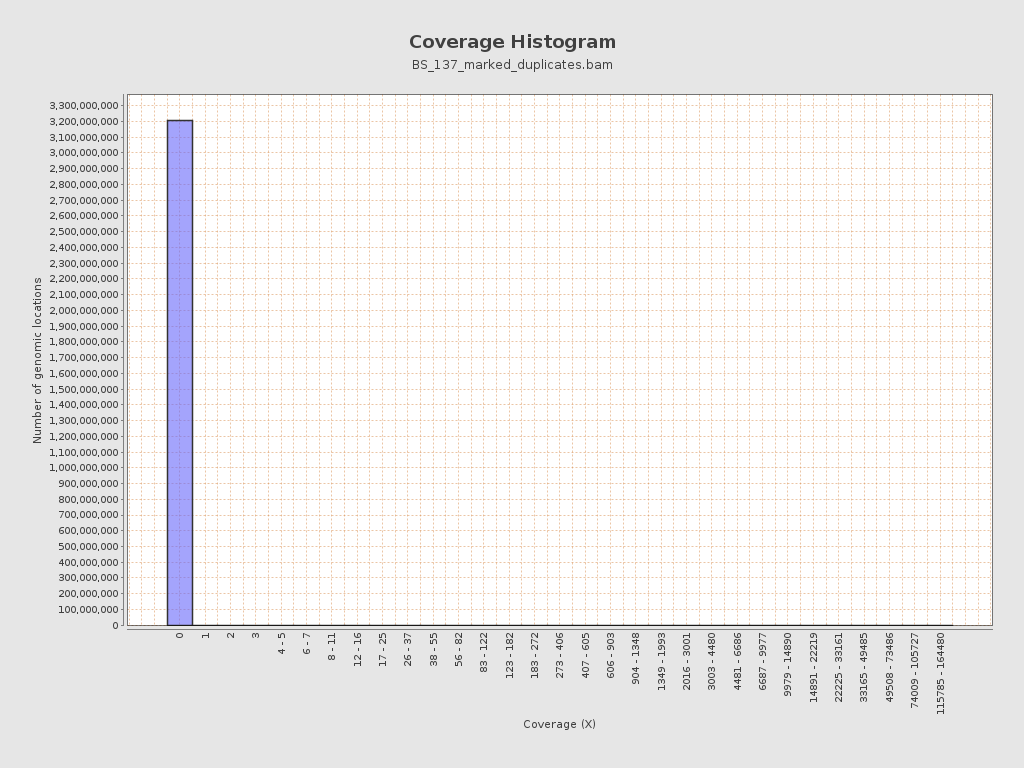 Coverage Histogram
BS_137_marked_duplicates.bam
Number of genomic locations
3,300,000,000
3,200,000,000
3,100,000,000
3,000,000,000
2,900,000,000
2,800,000,000
2,700,000,000
2,600,000,000
2,500,000,000
2,400,000,000
2,300,000,000
2,200,000,000
2,100,000,000
2,000,000,000
1,900,000,000
1,800,000,000
1,700,000,000
1,600,000,000
1,500,000,000
1,400,000,000
1,300,000,000
1,200,000,000
1,100,000,000
1,000,000,000
900,000,000
800,000,000
700,000,000
600,000,000
500,000,000
400,000,000
300,000,000
200,000,000
100,000,000
0
0
1
2
3
4 - 5
6 - 7
8 - 11
12 - 16
17 - 25
26 - 37
38 - 55
56 - 82
83 - 122
123 - 182
183 - 272
273 - 406
407 - 605
606 - 903
904 - 1348
1349 - 1993
2016 - 3001
3003 - 4480
4481 - 6686
6687 - 9977
9979 - 14890
14891 - 22219
22225 - 33161
33165 - 49485
49508 - 73486
74009 - 105727
115785 - 164480
Coverage (X)